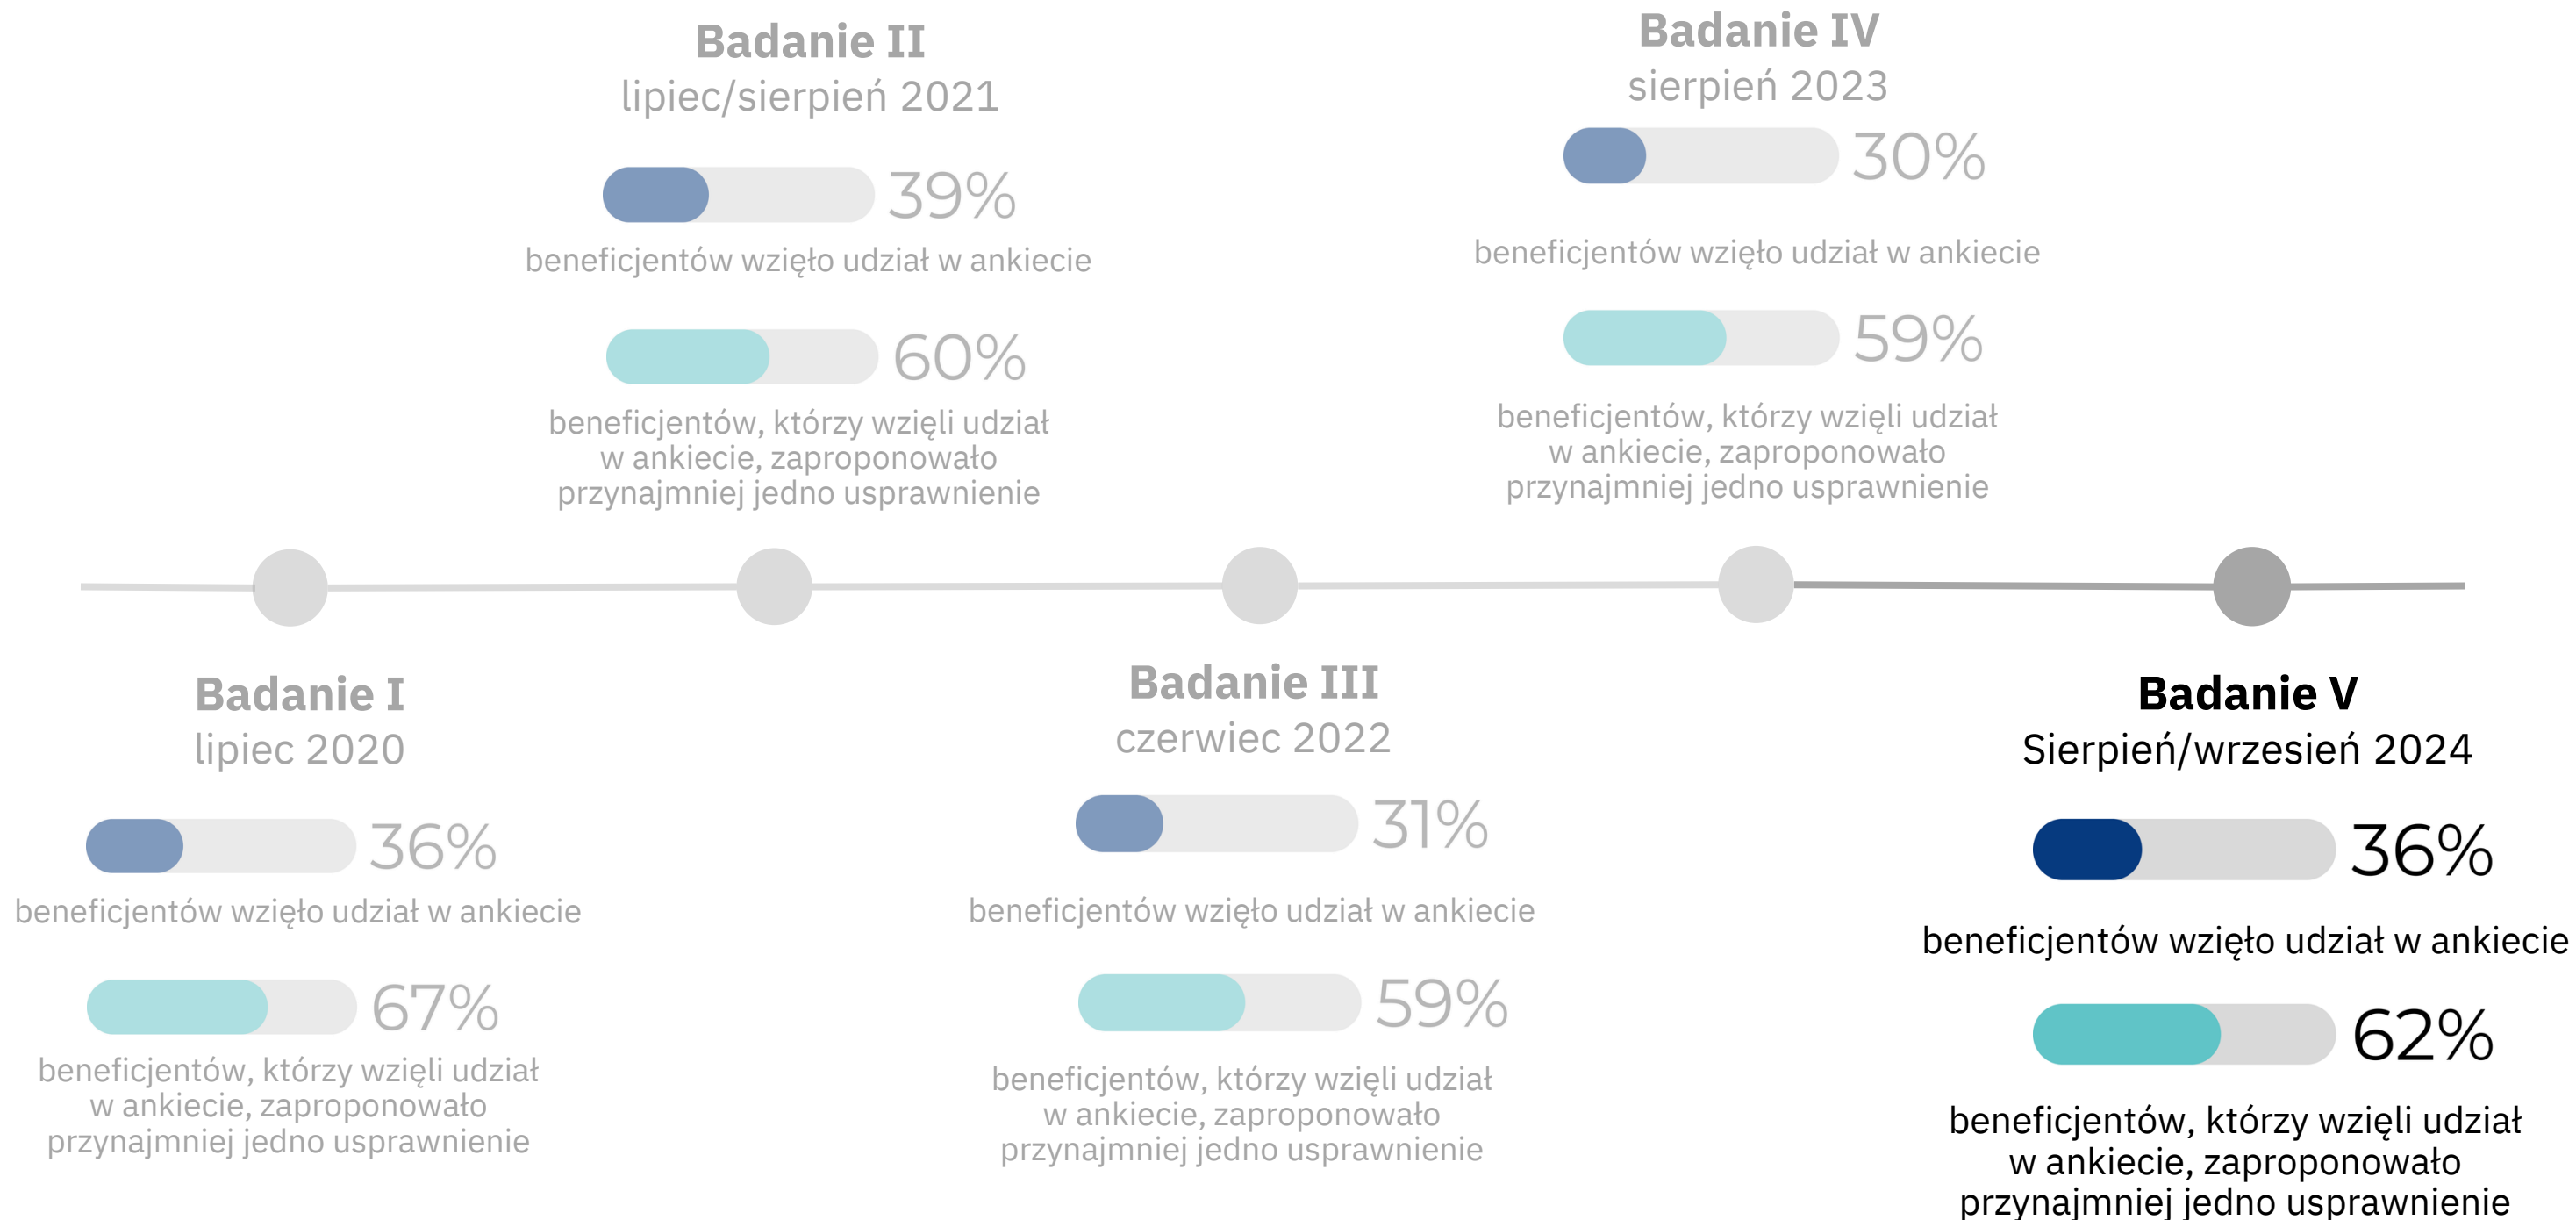 Badanie II
lipiec/sierpień 2021
39%
beneficjentów wzięło udział w ankiecie
60%
beneficjentów, którzy wzięli udział
w ankiecie, zaproponowało
przynajmniej jedno usprawnienie
Badanie IV
sierpień 2023
30%
beneficjentów wzięło udział w ankiecie
59%
beneficjentów, którzy wzięli udział
w ankiecie, zaproponowało
przynajmniej jedno usprawnienie
Badanie I
lipiec 2020
36%
beneficjentów wzięło udział w ankiecie
67%
beneficjentów, którzy wzięli udział
w ankiecie, zaproponowało
przynajmniej jedno usprawnienie
Badanie III
czerwiec 2022
31%
beneficjentów wzięło udział w ankiecie
59%
beneficjentów, którzy wzięli udział
w ankiecie, zaproponowało
przynajmniej jedno usprawnienie
Badanie V
Sierpień/wrzesień 2024
36%
beneficjentów wzięło udział w ankiecie
62%
beneficjentów, którzy wzięli udział
w ankiecie, zaproponowało
przynajmniej jedno usprawnienie